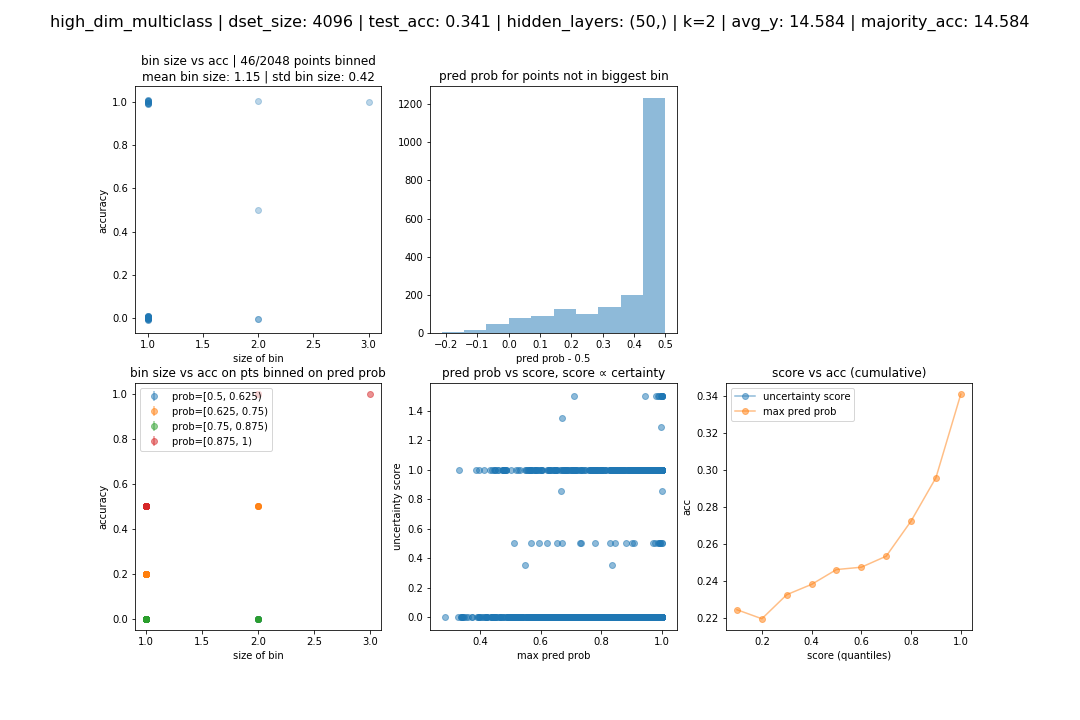 high_dim_multiclass | dset_size: 4096 | test_acc: 0.341 | hidden_layers: (50,) | k=2 | avg_y: 14.584 | majority_acc: 14.584
bin size vs acc | 46/2048 points binned
mean bin size: 1.15 | std bin size: 0.42
accuracy
1.0
0.8
0.6
0.4
0.2
0.0
1.0 1.5 2.0 2.5 3.0
size of bin
pred prob for points not in biggest bin
1200
1000
800
600
400
200
0
−0.2 −0.1 0.0 0.1 0.2 0.3 0.4 0.5
pred prob - 0.5
bin size vs acc on pts binned on pred prob
prob=[0.5, 0.625)
prob=[0.625, 0.75)
prob=[0.75, 0.875)
prob=[0.875, 1)
accuracy
1.0
0.8
0.6
0.4
0.2
0.0
1.0 1.5 2.0 2.5 3.0
size of bin
pred prob vs score, score ∝ certainty
uncertainty score
1.4
1.2
1.0
0.8
0.6
0.4
0.2
0.0
0.4 0.6 0.8 1.0
max pred prob
score vs acc (cumulative)
uncertainty score
max pred prob
acc
0.34
0.32
0.30
0.28
0.26
0.24
0.22
0.2 0.4 0.6 0.8 1.0
score (quantiles)